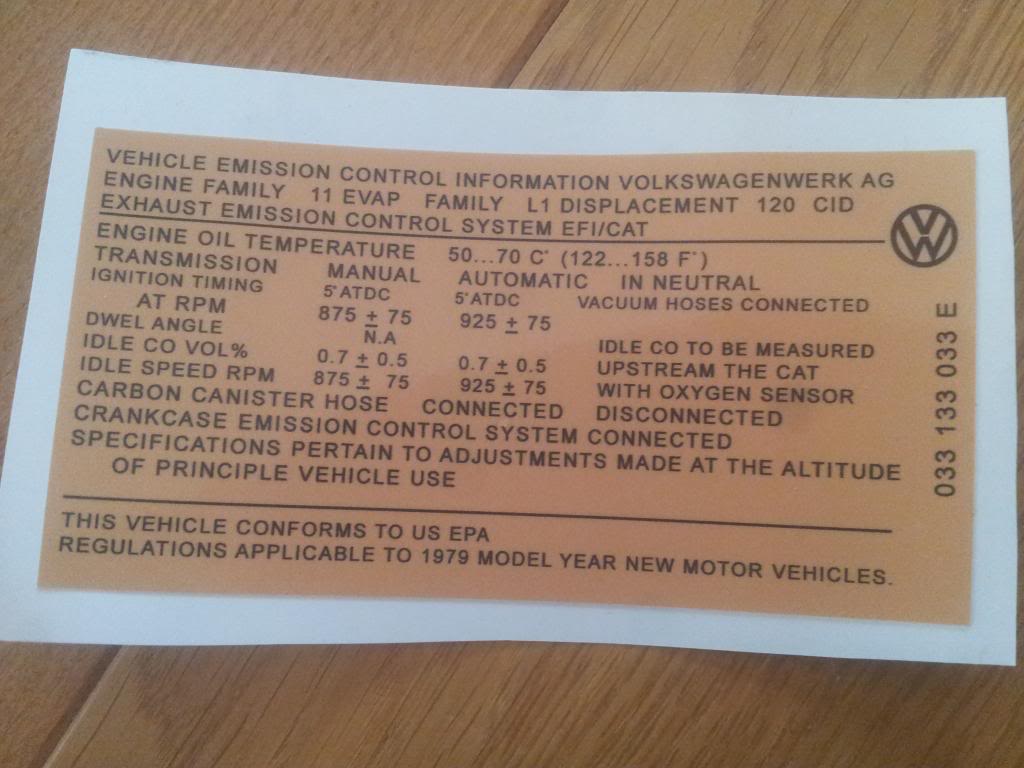 VEHICLE EMISSION CONTROL INFORMATION VOLKSWAGENWERK AG
ENGINE FAMILY 11 EVAP FAMILY L1 DISPLACEMENT 120 CID
EXHAUST EMISSION CONTROL SYSTEM EFI/CAT
ENGINE OIL TEMPERATURE 50...70 C° (122...158 F°)
TRANSMISSION MANUAL AUTOMATIC IN NEUTRAL
IGNITION TIMING 5°ATDC 5°ATDC VACUUM HOSES CONNECTED
AT RPM 875 ± 75 925 ± 75
DWEL ANGLE N.A IDLE CO TO BE MEASURED
IDLE CO VOL% 0.7 ± 0.5 0.7 ± 0.5 UPSTREAM THE CAT
IDLE SPEED RPM 875 ± 75 925 ± 75 WITH OXYGEN SENSOR
CARBON CANISTER HOSE CONNECTED DISCONNECTED
CRANKCASE EMISSION CONTROL SYSTEM CONNECTED
SPECIFICATIONS PERTAIN TO ADJUSTMENTS MADE AT THE ALTITUDE
OF PRINCIPLE VEHICLE USE
THIS VEHICLE CONFORMS TO US EPA
REGULATIONS APPLICABLE TO 1979 MODEL YEAR NEW MOTOR VEHICLES.
VW
033 133 033 E